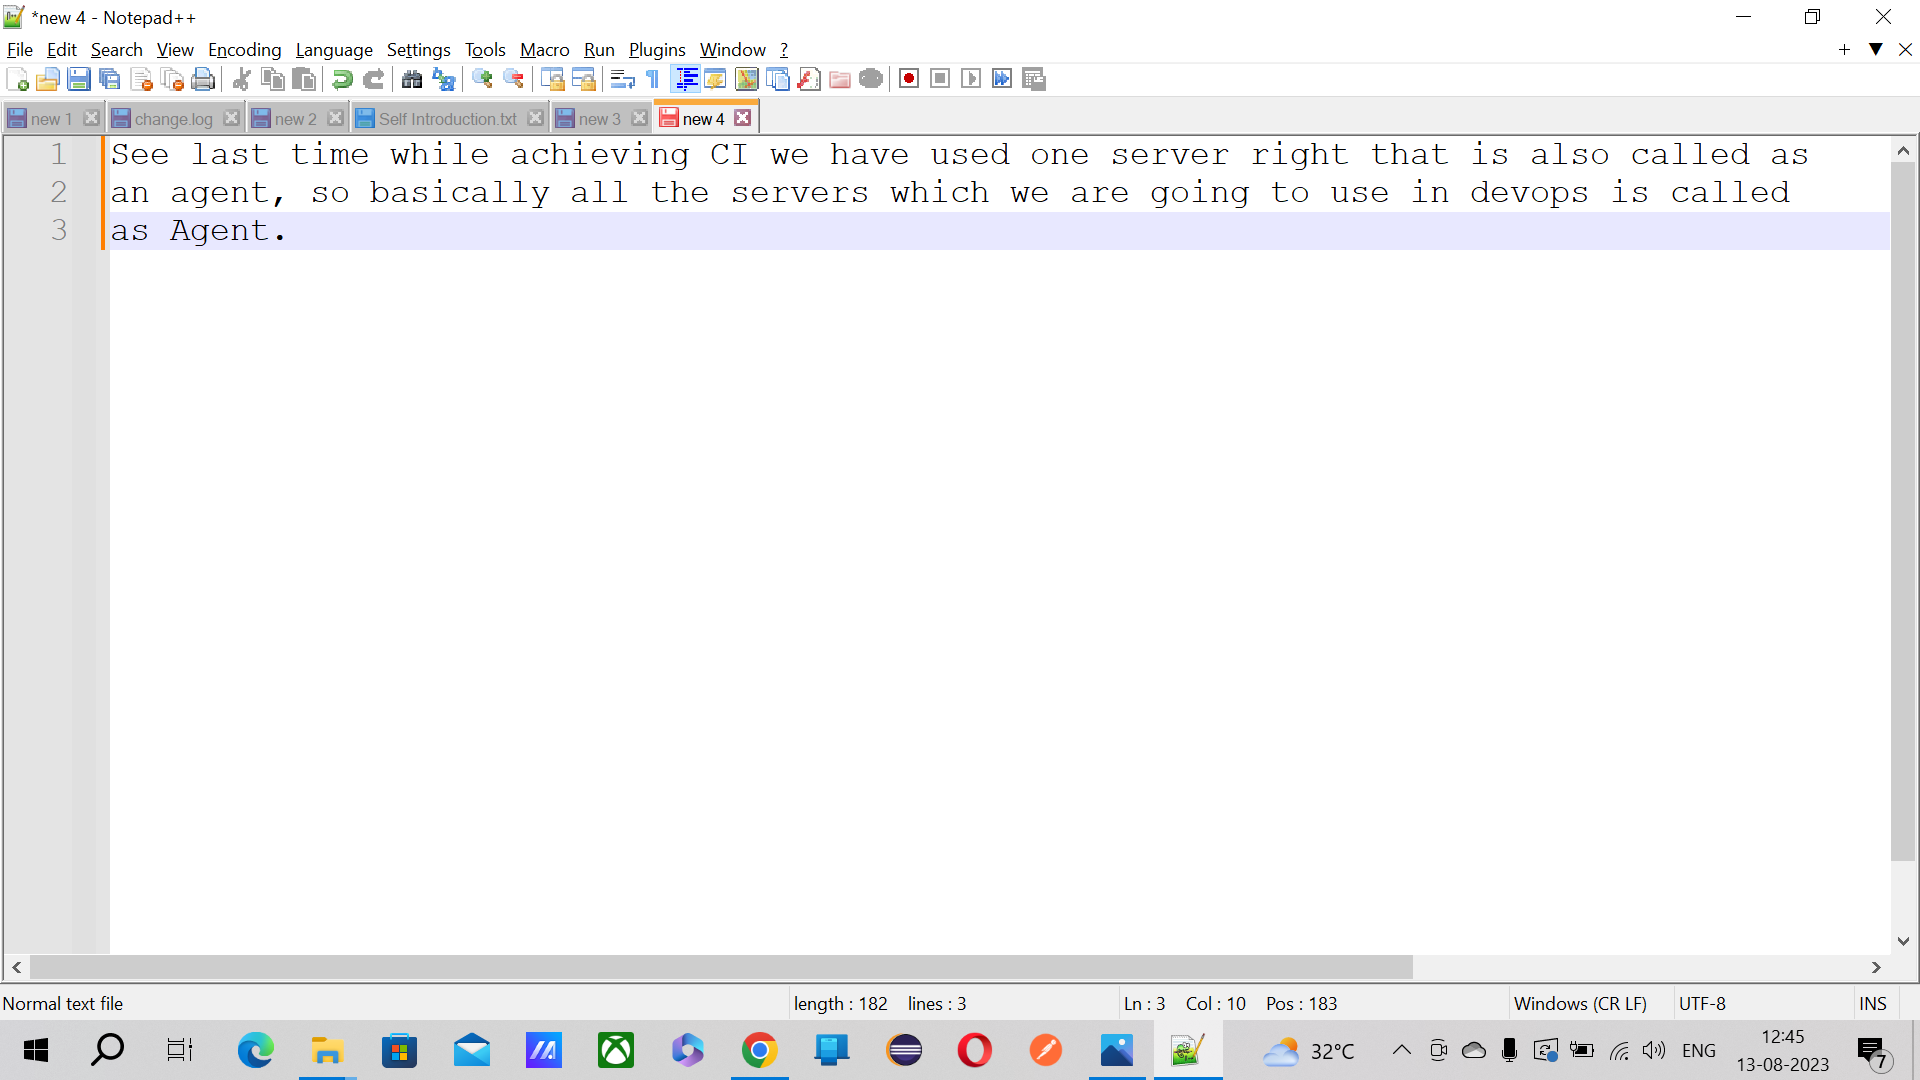 *new 4 - Notepad++
File Edit Search View Encoding Language Settings Tools Macro Run Plugins Window ?
new 1 change.log new 2 Self Introduction.txt new 3 new 4
1 See last time while achieving CI we have used one server right that is also called as
2 an agent, so basically all the servers which we are going to use in devops is called
3 as Agent.
Normal text file length : 182 lines : 3 Ln : 3 Col : 10 Pos : 183 Windows (CR LF) UTF-8 INS
32°C ENG 12:45
13-08-2023 7